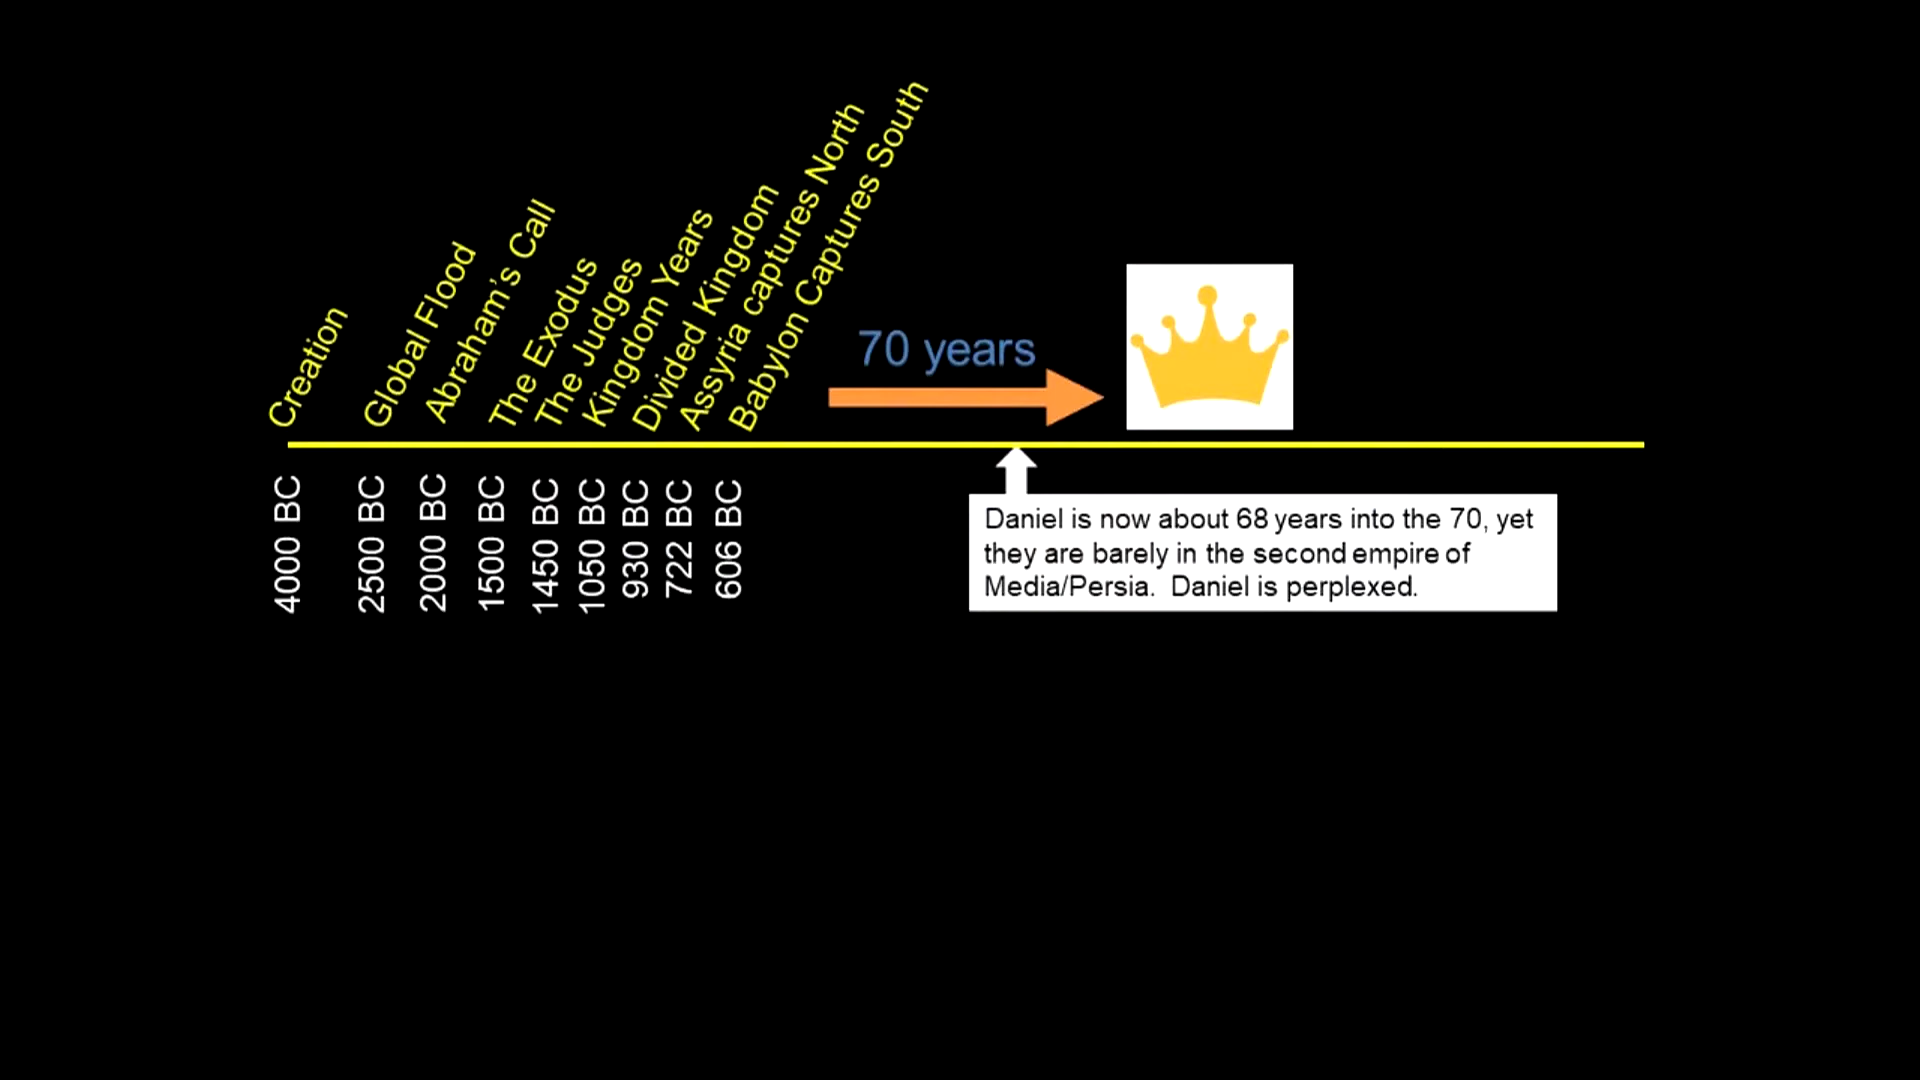 Creation
Global Flood
Abraham's Call
The Exodus
The Judges
Kingdom Years
Divided Kingdom
Assyria captures North
Babylon Captures South
70 years
4000 BC
2500 BC
2000 BC
1500 BC
1450 BC
1050 BC
930 BC
722 BC
606 BC
Daniel is now about 68 years into the 70, yet
they are barely in the second empire of
Media/Persia.  Daniel is perplexed.